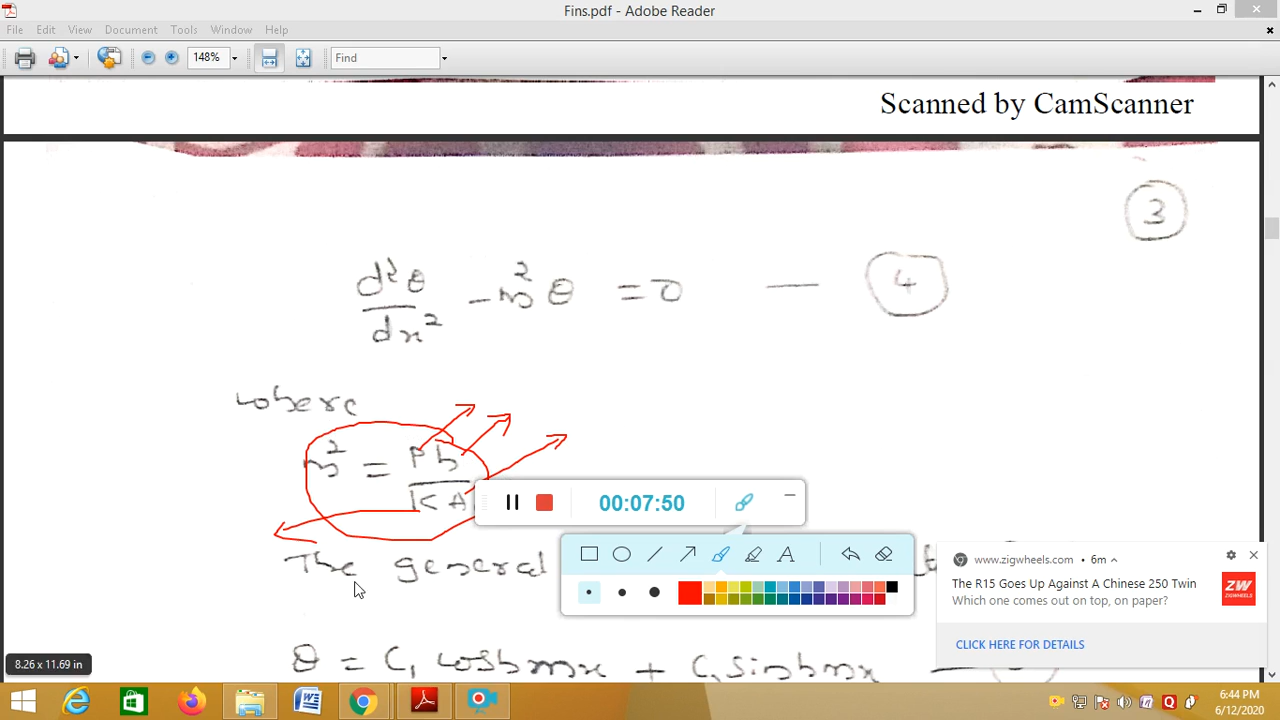 Fins.pdf - Adobe Reader
File Edit View Document Tools Window Help
148% Find
Scanned by CamScanner
3
d²θ/dx² - m²θ = 0 — 4
where
m² = Ph/KA
00:07:50
The general
A
www.zigwheels.com • 6m
The R15 Goes Up Against A Chinese 250 Twin
ZW
Which one comes out on top, on paper?
CLICK HERE FOR DETAILS
8.26 x 11.69 in
θ = C₁ coshmx + C₁ sinhmx —
6:44 PM
6/12/2020